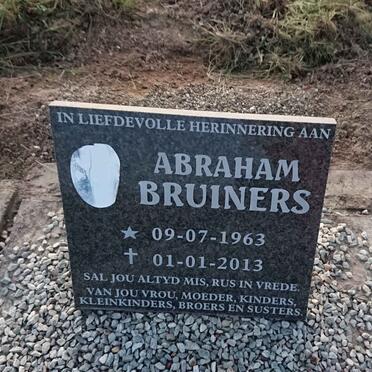 IN LIEFDEVOLLE HERINNERING AAN
ABRAHAM
BRUINERS
★ 09-07-1963
✝ 01-01-2013
SAL JOU ALTYD MIS, RUS IN VREDE.
VAN JOU VROU, MOEDER, KINDERS,
KLEINKINDERS, BROERS EN SUSTERS.